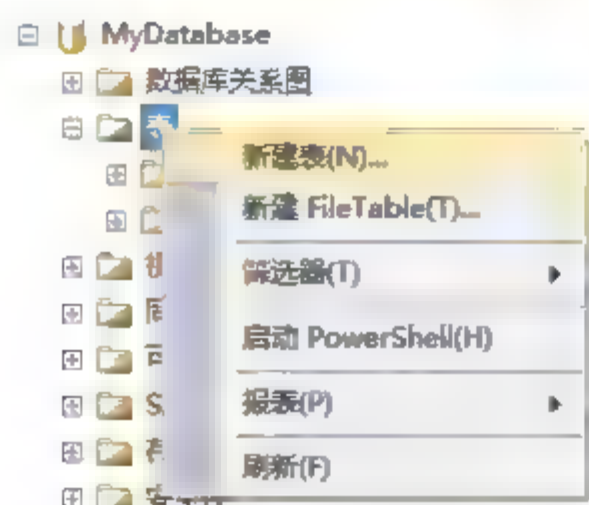 MyDatabase
数据库关系图
表
新建表(N)...
新建 FileTable(T)...
筛选器(T)
启动 PowerShell(H)
报表(P)
刷新(F)